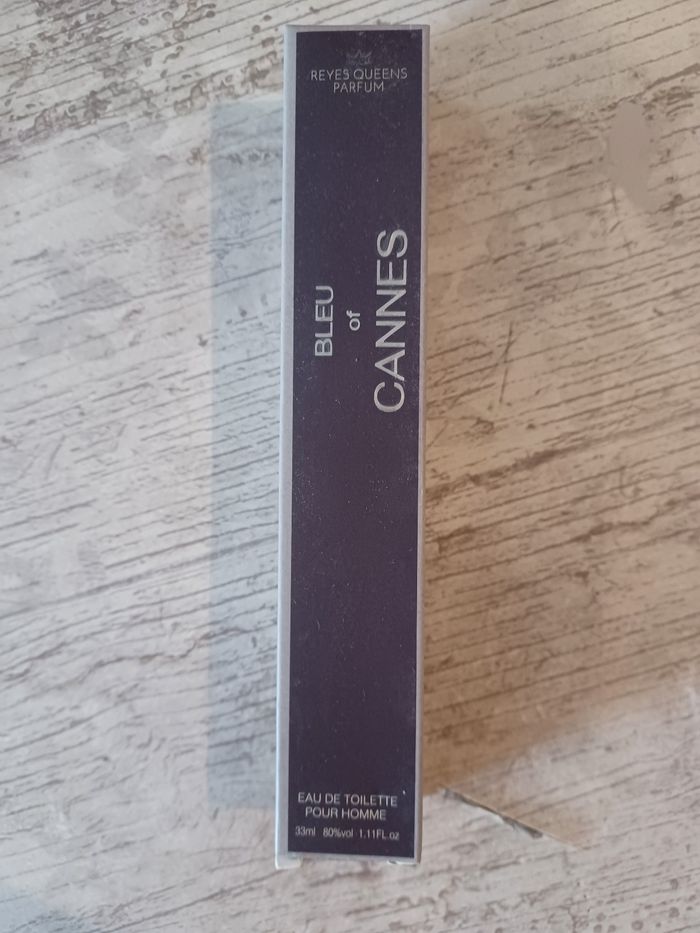 REYES QUEENS
PARFUM
BLEU
of
CANNES
EAU DE TOILETTE
POUR HOMME
33ml 80%vol 1.11FL.oz